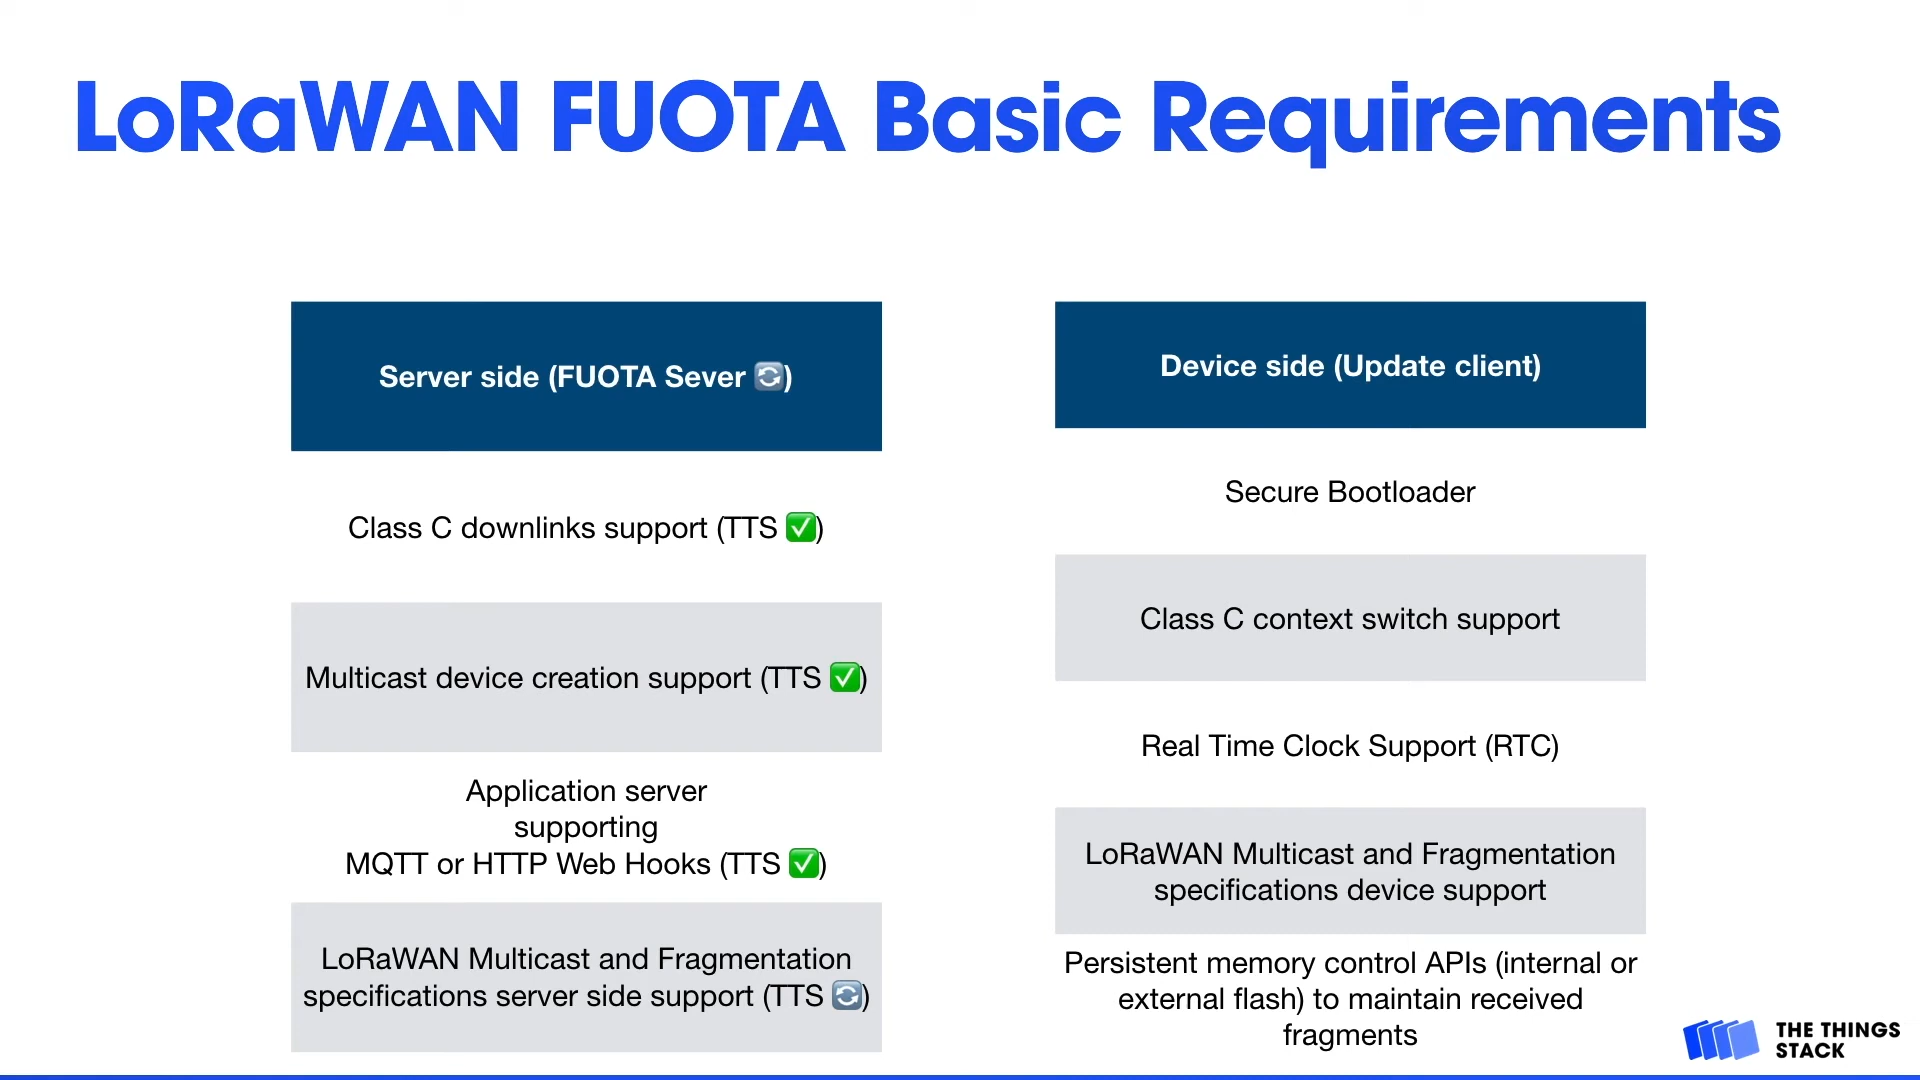 LoRaWAN FUOTA Basic Requirements
Server side (FUOTA Sever 🔄)
Class C downlinks support (TTS ✅)
Multicast device creation support (TTS ✅)
Application server
supporting
MQTT or HTTP Web Hooks (TTS ✅)
LoRaWAN Multicast and Fragmentation
specifications server side support (TTS 🔄)
Device side (Update client)
Secure Bootloader
Class C context switch support
Real Time Clock Support (RTC)
LoRaWAN Multicast and Fragmentation
specifications device support
Persistent memory control APIs (internal or
external flash) to maintain received
fragments
THE THINGS
STACK